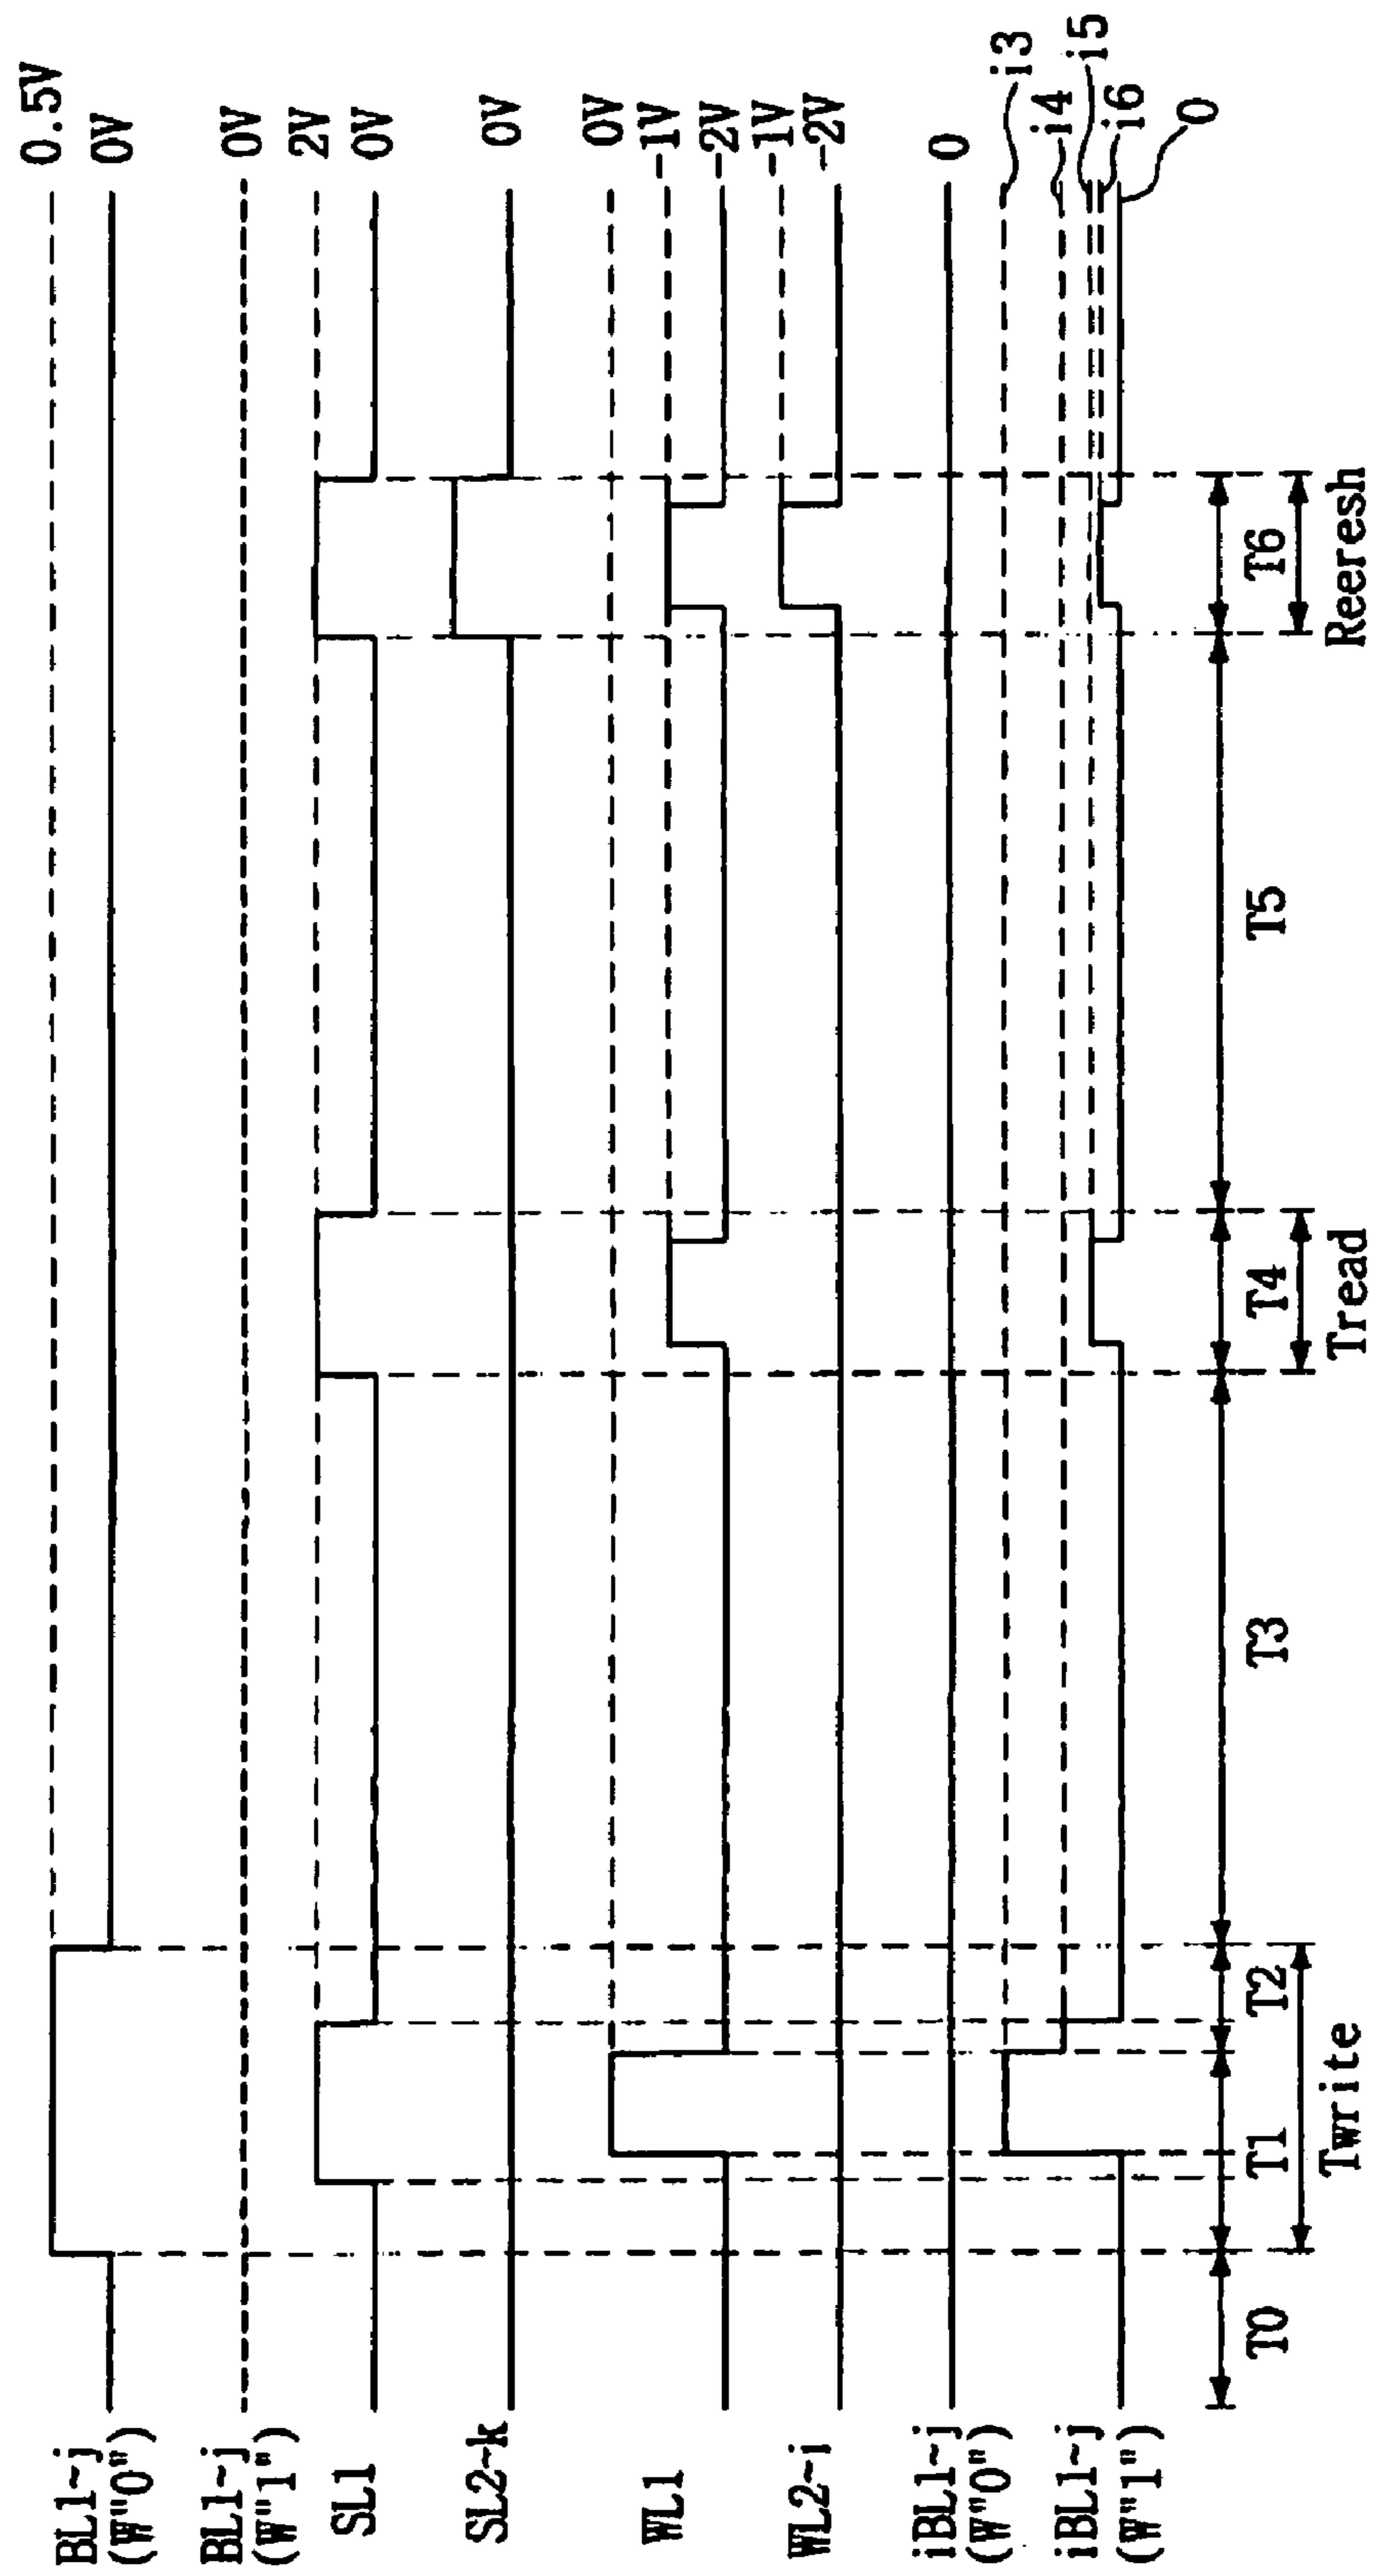 BL1~j
(W"0")
0.5V
0V
BL1~j
(W"1")
0V
SL1
2V
0V
SL2~k
0V
WL1
0V
-1V
-2V
WL2~i
-1V
-2V
iBL1~j
(W"0")
0
iBL1~j
(W"1")
i3
i4
i5
i6
0
T0
T1
T2
T3
T4
T5
T6
Twrite
Tread
Reeresh